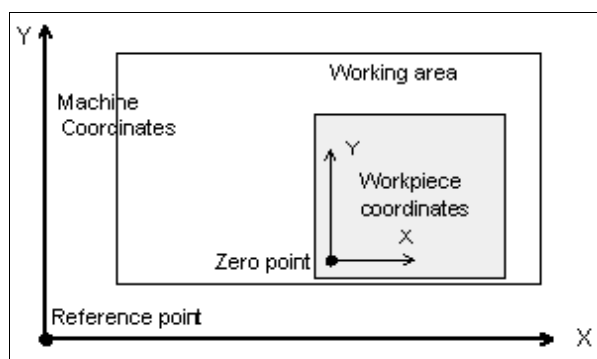 Y
Working area
Machine
Coordinates
Y
Workpiece
coordinates
X
Zero point
Reference point
X